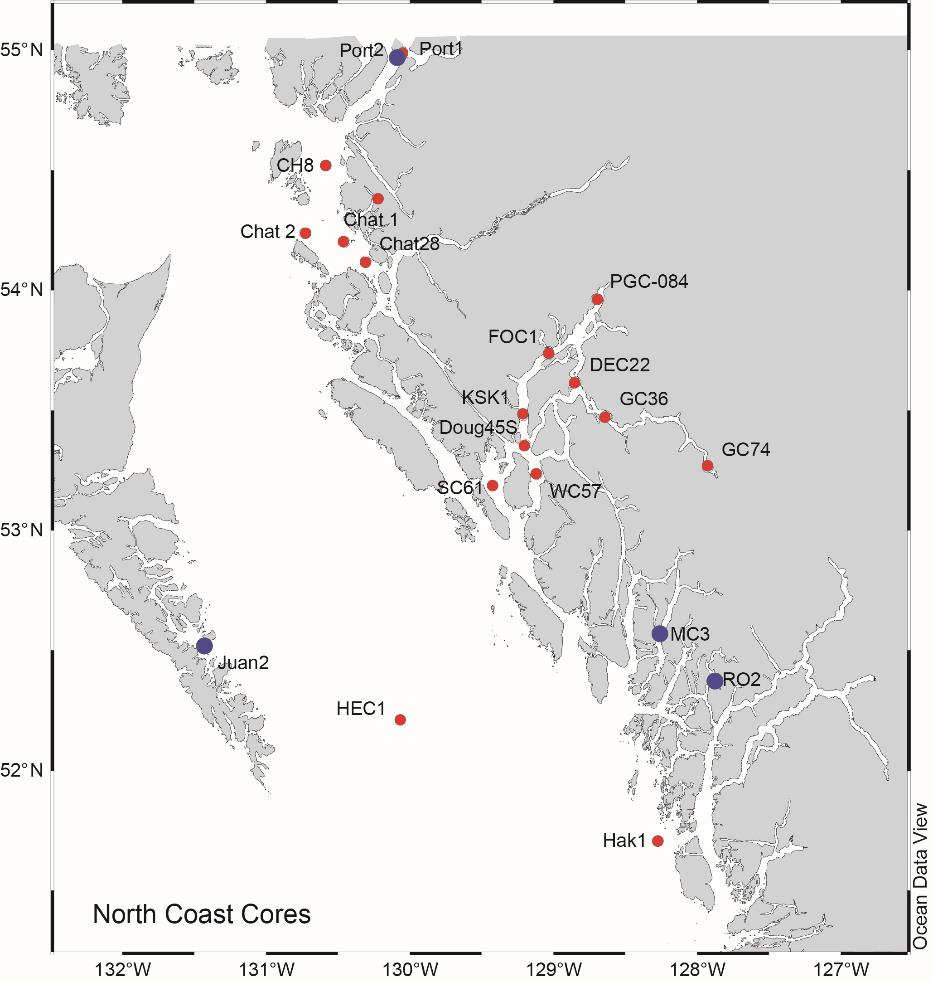 55°N
Port2
Port1
CH8
Chat 1
Chat 2
Chat28
54°N
PGC-084
FOC1
DEC22
KSK1
GC36
Doug45S
GC74
SC61
WC57
53°N
MC3
Juan2
RO2
HEC1
52°N
Hak1
North Coast Cores
Ocean Data View
132°W 131°W 130°W 129°W 128°W 127°W